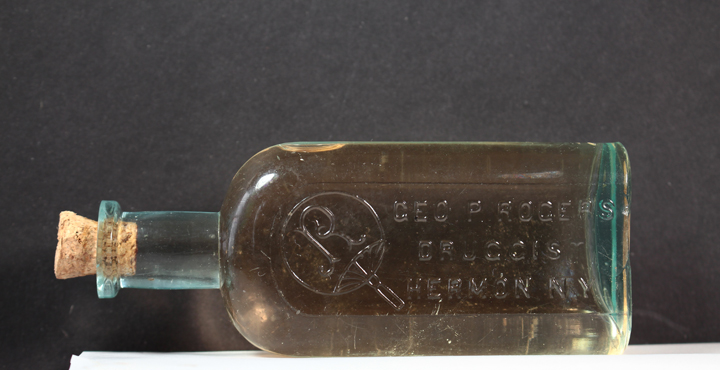 GEO P. ROGERS
DRUGGIST
HERMON N.Y.